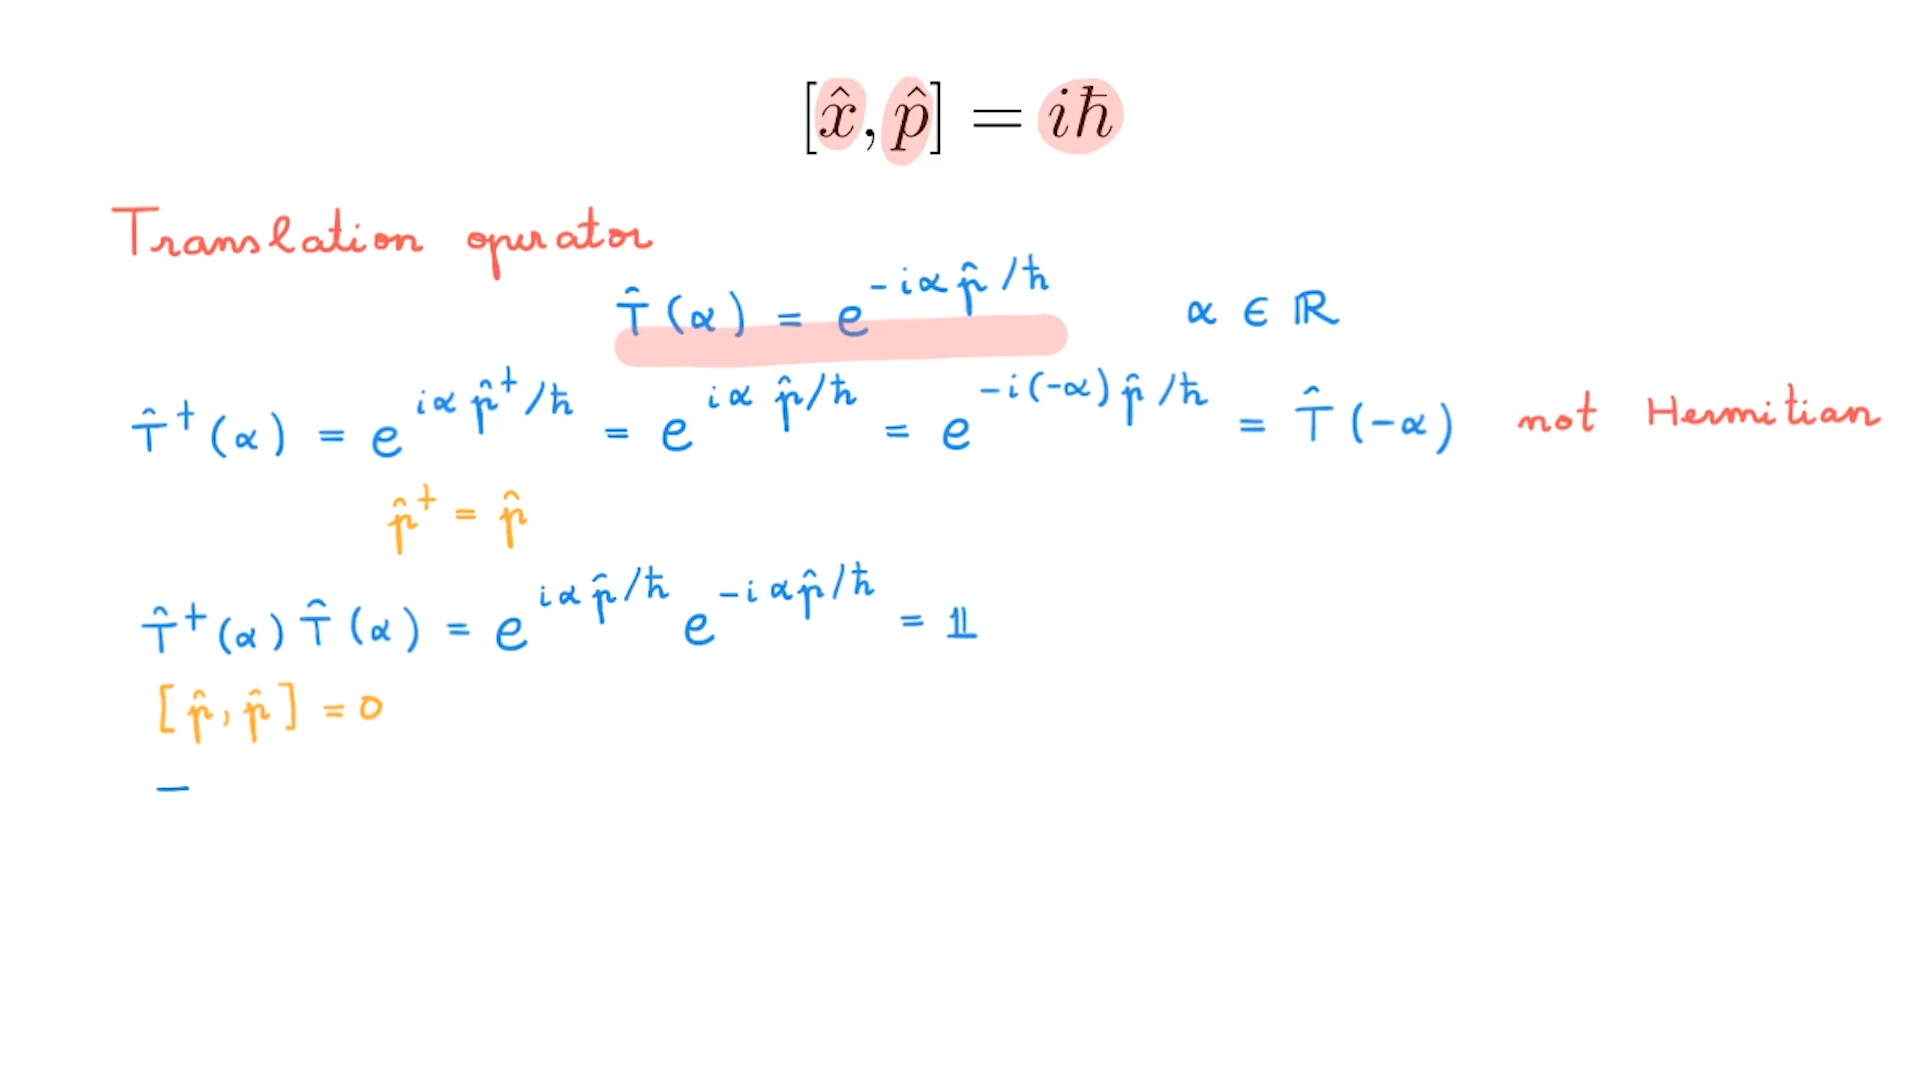 [x̂, p̂] = iℏ
Translation operator
T̂(α) = e^{-iαp̂/ℏ} α ∈ ℝ
T̂†(α) = e^{iαp̂†/ℏ} = e^{iαp̂/ℏ} = e^{-i(-α)p̂/ℏ} = T̂(-α) not Hermitian
p̂† = p̂
T̂†(α) T̂(α) = e^{iαp̂/ℏ} e^{-iαp̂/ℏ} = 𝟙
[p̂, p̂] = 0